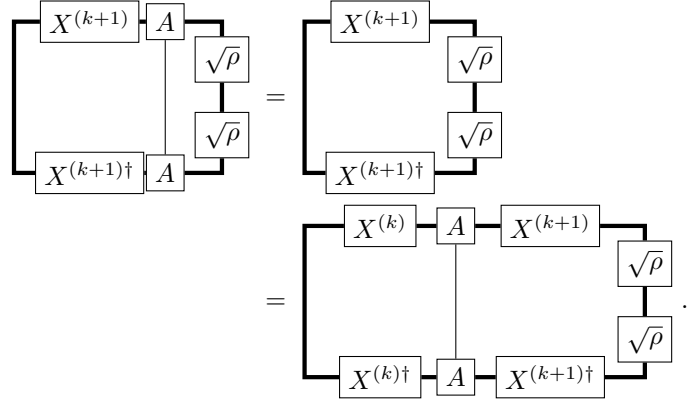 X^{(k+1)} A
√ρ
=
√ρ
X^{(k+1)†} A
X^{(k+1)}
√ρ
√ρ
X^{(k+1)†}
=
X^{(k)} A X^{(k+1)}
√ρ
√ρ
.
X^{(k)†} A X^{(k+1)†}